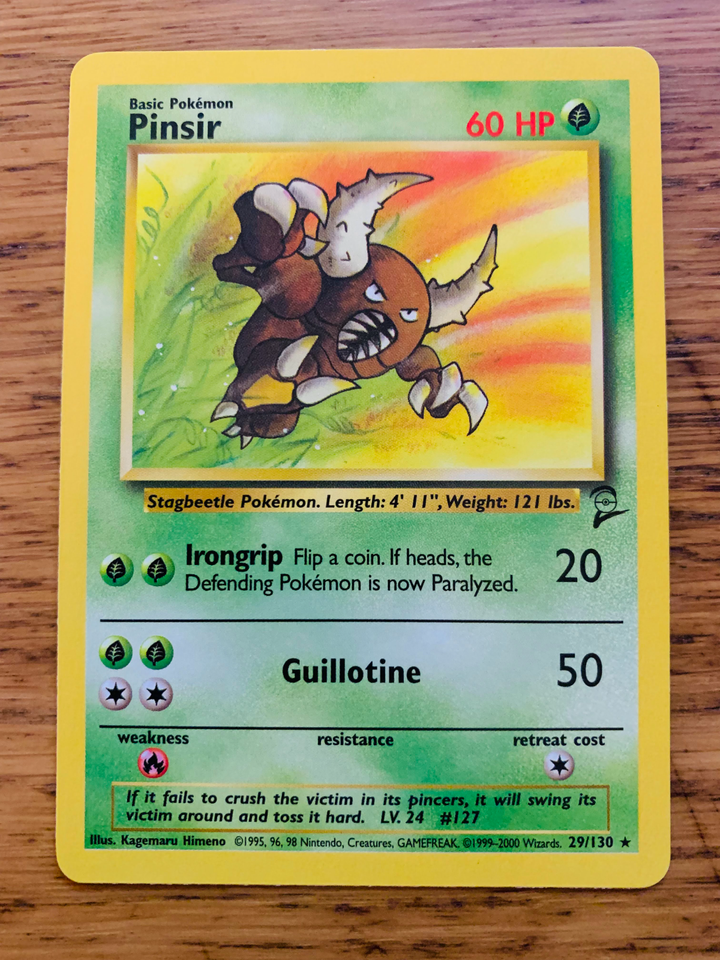 Basic Pokémon
Pinsir
60 HP
Stagbeetle Pokémon. Length: 4' 11", Weight: 121 lbs.
Irongrip Flip a coin. If heads, the
Defending Pokémon is now Paralyzed.
20
Guillotine
50
weakness resistance retreat cost
If it fails to crush the victim in its pincers, it will swing its
victim around and toss it hard. LV. 24 #127
Illus. Kagemaru Himeno ©1995, 96, 98 Nintendo, Creatures, GAMEFREAK. ©1999–2000 Wizards. 29/130 ★